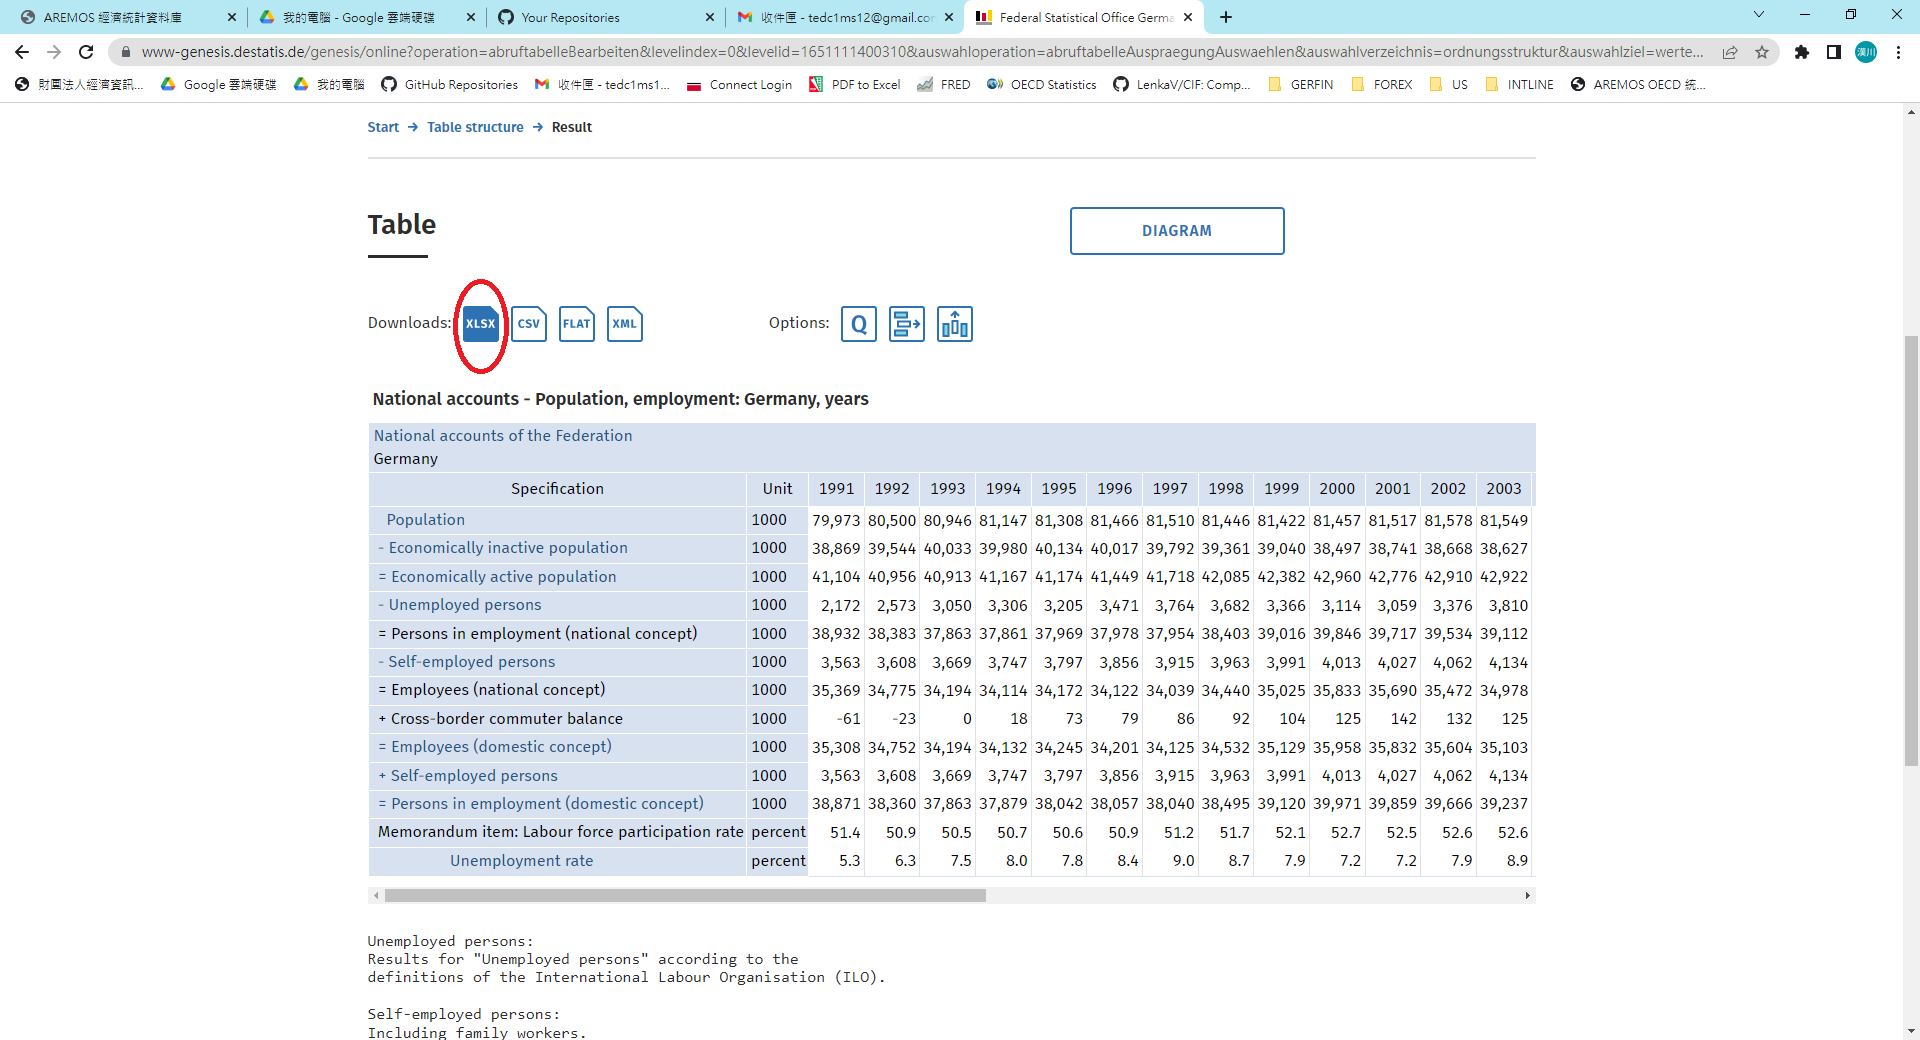 AREMOS 經濟統計資料庫
我的電腦 - Google 雲端硬碟
Your Repositories
收件匣 - tedc1ms12@gmail.co
Federal Statistical Office Germa
www-genesis.destatis.de/genesis/online?operation=abruftabelleBearbeiten&levelindex=0&levelid=1651111400310&auswahloperation=abruftabelleAuspraegungAuswaehlen&auswahlverzeichnis=ordnungsstruktur&auswahlziel=werte...
漢川
財團法人經濟資訊...
Google 雲端硬碟
我的電腦
GitHub Repositories
收件匣 - tedc1ms1...
Connect Login
PDF to Excel
FRED
OECD Statistics
LenkaV/CIF: Comp...
GERFIN
FOREX
US
INTLINE
AREMOS OECD 統...
Start → Table structure → Result
Table
DIAGRAM
Downloads: XLSX CSV FLAT XML
Options: Q
National accounts - Population, employment: Germany, years
National accounts of the Federation
Germany
Specification Unit 1991 1992 1993 1994 1995 1996 1997 1998 1999 2000 2001 2002 2003
Population 1000 79,973 80,500 80,946 81,147 81,308 81,466 81,510 81,446 81,422 81,457 81,517 81,578 81,549
- Economically inactive population 1000 38,869 39,544 40,033 39,980 40,134 40,017 39,792 39,361 39,040 38,497 38,741 38,668 38,627
= Economically active population 1000 41,104 40,956 40,913 41,167 41,174 41,449 41,718 42,085 42,382 42,960 42,776 42,910 42,922
- Unemployed persons 1000 2,172 2,573 3,050 3,306 3,205 3,471 3,764 3,682 3,366 3,114 3,059 3,376 3,810
= Persons in employment (national concept) 1000 38,932 38,383 37,863 37,861 37,969 37,978 37,954 38,403 39,016 39,846 39,717 39,534 39,112
- Self-employed persons 1000 3,563 3,608 3,669 3,747 3,797 3,856 3,915 3,963 3,991 4,013 4,027 4,062 4,134
= Employees (national concept) 1000 35,369 34,775 34,194 34,114 34,172 34,122 34,039 34,440 35,025 35,833 35,690 35,472 34,978
+ Cross-border commuter balance 1000 -61 -23 0 18 73 79 86 92 104 125 142 132 125
= Employees (domestic concept) 1000 35,308 34,752 34,194 34,132 34,245 34,201 34,125 34,532 35,129 35,958 35,832 35,604 35,103
+ Self-employed persons 1000 3,563 3,608 3,669 3,747 3,797 3,856 3,915 3,963 3,991 4,013 4,027 4,062 4,134
= Persons in employment (domestic concept) 1000 38,871 38,360 37,863 37,879 38,042 38,057 38,040 38,495 39,120 39,971 39,859 39,666 39,237
Memorandum item: Labour force participation rate percent 51.4 50.9 50.5 50.7 50.6 50.9 51.2 51.7 52.1 52.7 52.5 52.6 52.6
Unemployment rate percent 5.3 6.3 7.5 8.0 7.8 8.4 9.0 8.7 7.9 7.2 7.2 7.9 8.9
Unemployed persons:
Results for "Unemployed persons" according to the
definitions of the International Labour Organisation (ILO).
Self-employed persons:
Including family workers.